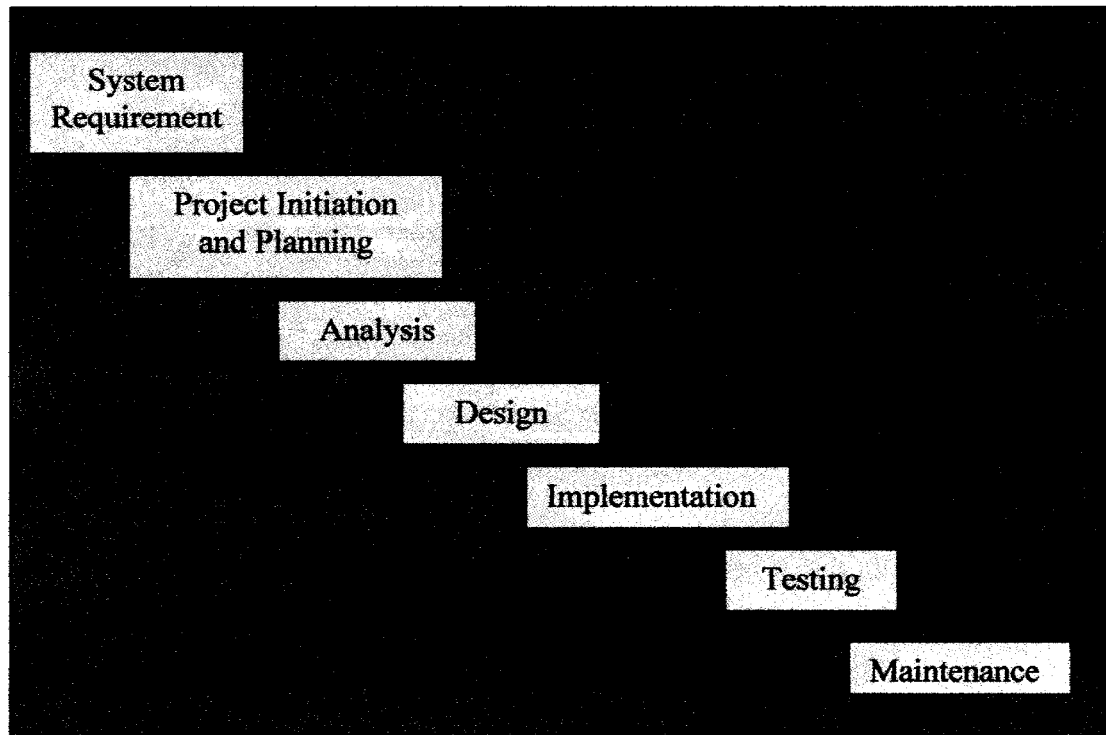 System
Requirement
Project Initiation
and Planning
Analysis
Design
Implementation
Testing
Maintenance